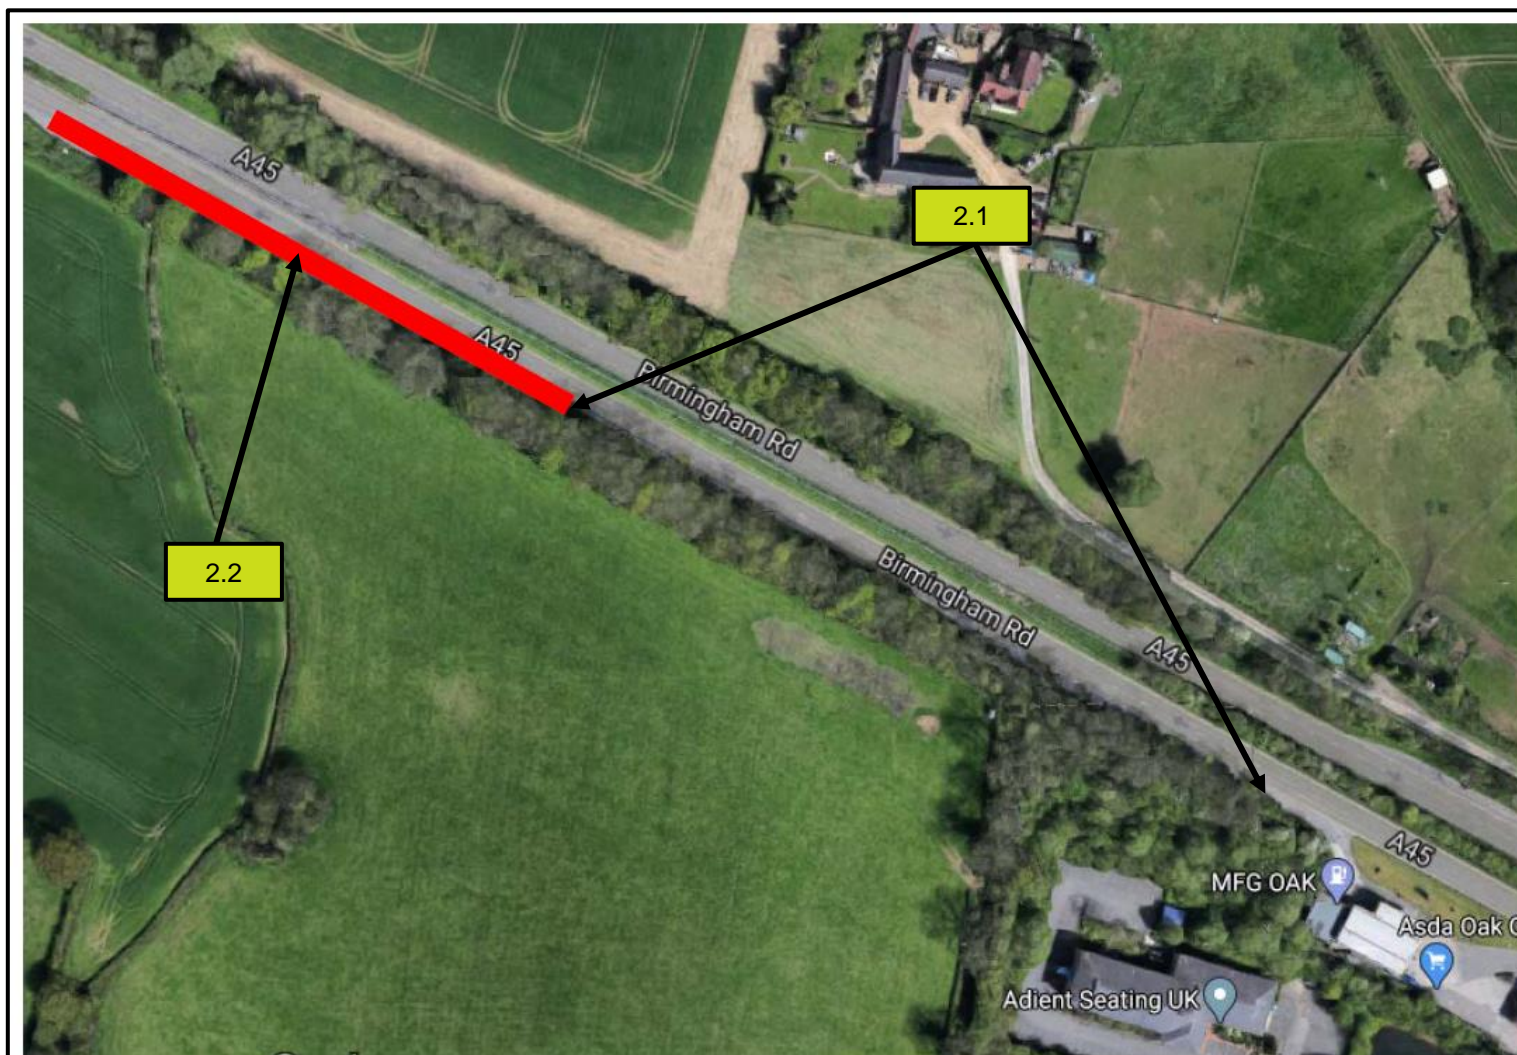 A45
2.1
A45
Birmingham Rd
2.2
Birmingham Rd
A45
A45
MFG OAK
Asda Oak
Adient Seating UK